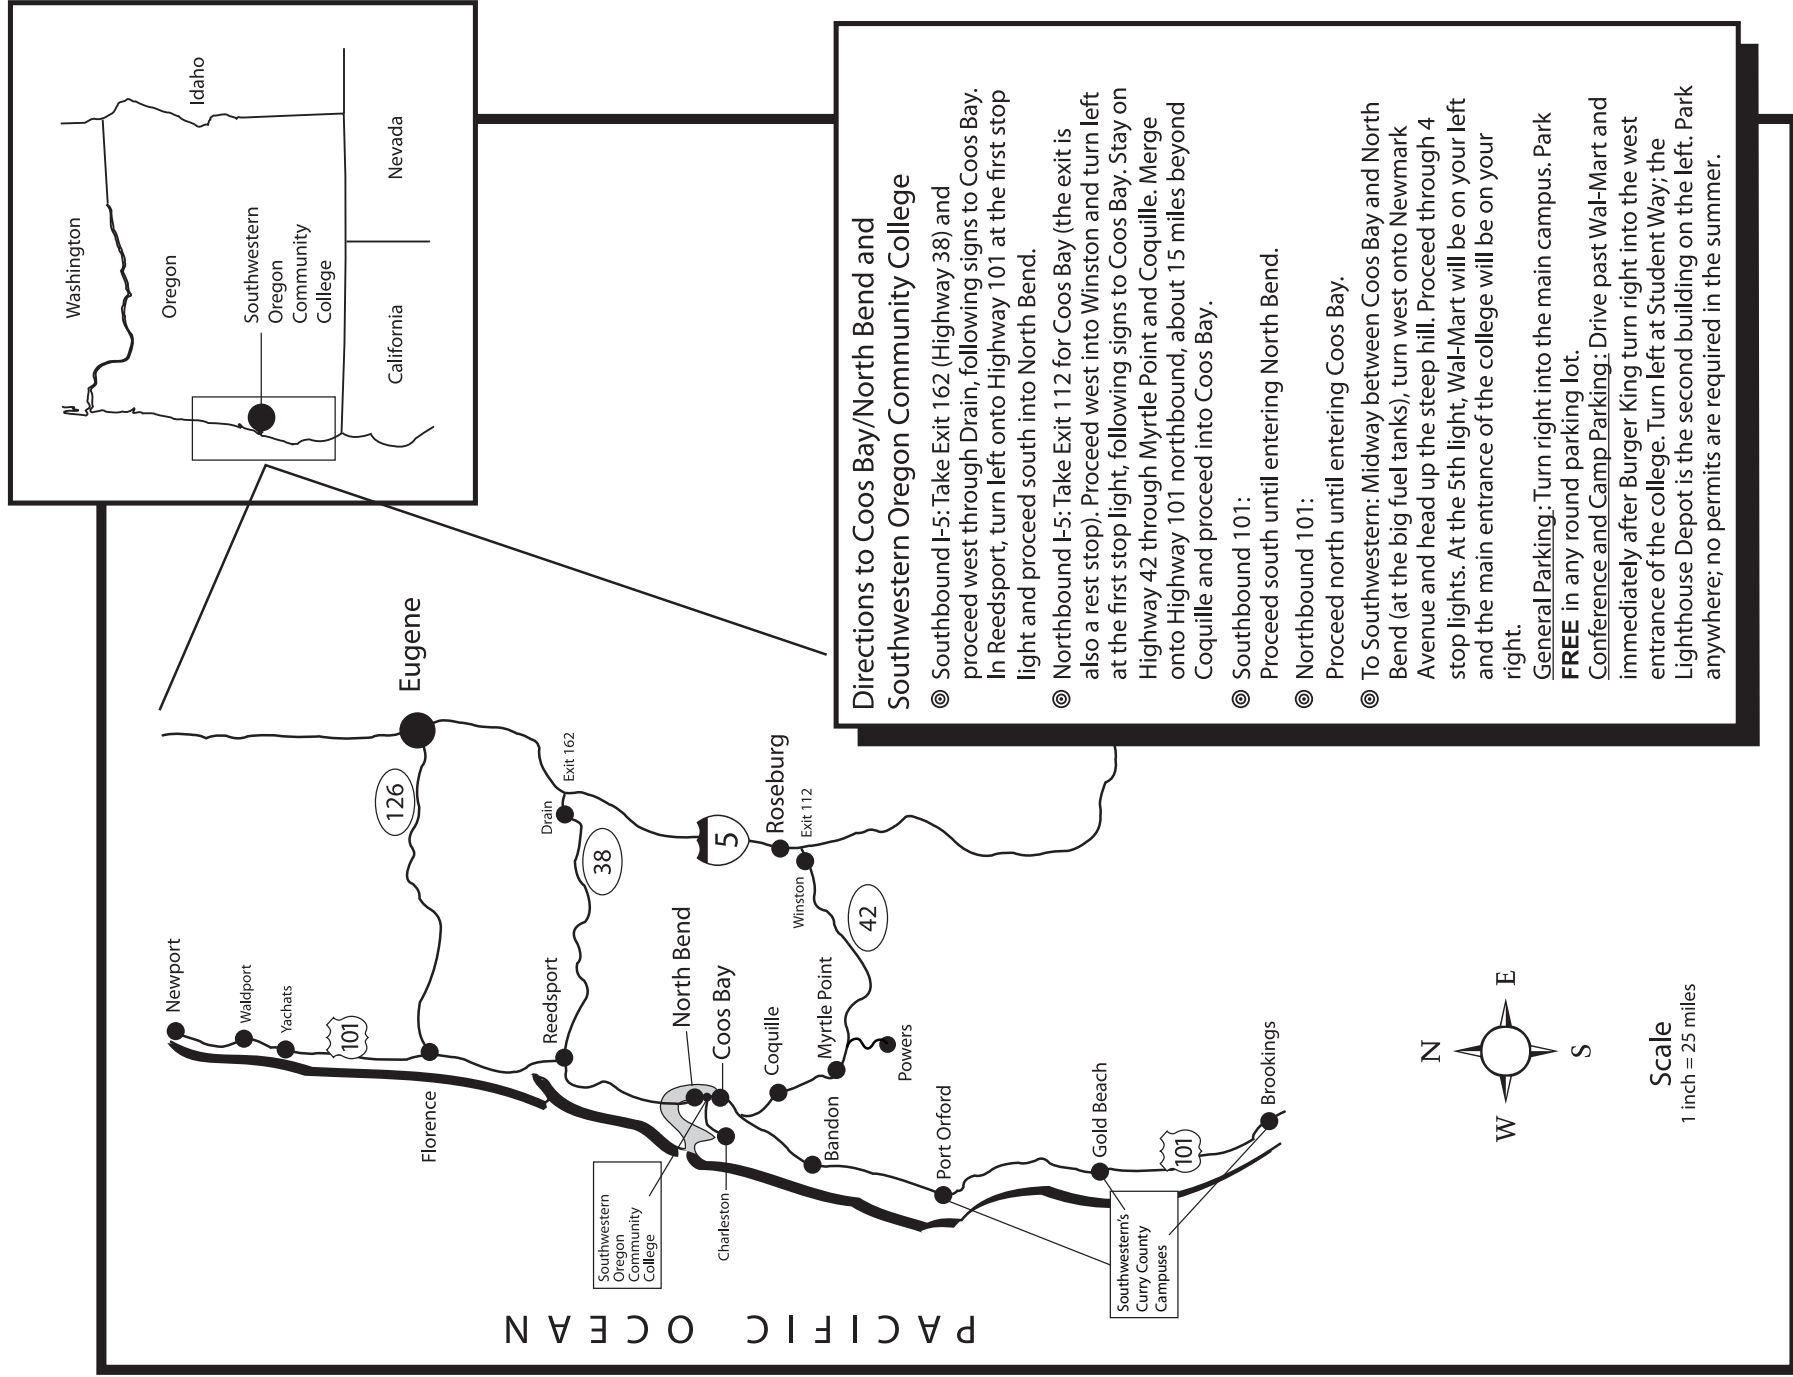 Washington
Oregon
Idaho
Southwestern
Oregon
Community
College
California
Nevada
Newport
Waldport
Yachats
101
Florence
126
Eugene
Reedsport
38
Drain
Exit 162
5
North Bend
Coos Bay
Southwestern
Oregon
Community
College
Charleston
Coquille
Myrtle Point
Powers
42
Winston
Roseburg
Exit 112
Bandon
Port Orford
Gold Beach
101
Brookings
Southwestern's
Curry County
Campuses
PACIFIC OCEAN
N
W
E
S
Scale
1 inch = 25 miles
Directions to Coos Bay/North Bend and
Southwestern Oregon Community College
Southbound I-5: Take Exit 162 (Highway 38) and
proceed west through Drain, following signs to Coos Bay.
In Reedsport, turn left onto Highway 101 at the first stop
light and proceed south into North Bend.
Northbound I-5: Take Exit 112 for Coos Bay (the exit is
also a rest stop). Proceed west into Winston and turn left
at the first stop light, following signs to Coos Bay. Stay on
Highway 42 through Myrtle Point and Coquille. Merge
onto Highway 101 northbound, about 15 miles beyond
Coquille and proceed into Coos Bay.
Southbound 101:
Proceed south until entering North Bend.
Northbound 101:
Proceed north until entering Coos Bay.
To Southwestern: Midway between Coos Bay and North
Bend (at the big fuel tanks), turn west onto Newmark
Avenue and head up the steep hill. Proceed through 4
stop lights. At the 5th light, Wal-Mart will be on your left
and the main entrance of the college will be on your
right.
General Parking: Turn right into the main campus. Park
FREE in any round parking lot.
Conference and Camp Parking: Drive past Wal-Mart and
immediately after Burger King turn right into the west
entrance of the college. Turn left at Student Way; the
Lighthouse Depot is the second building on the left. Park
anywhere; no permits are required in the summer.